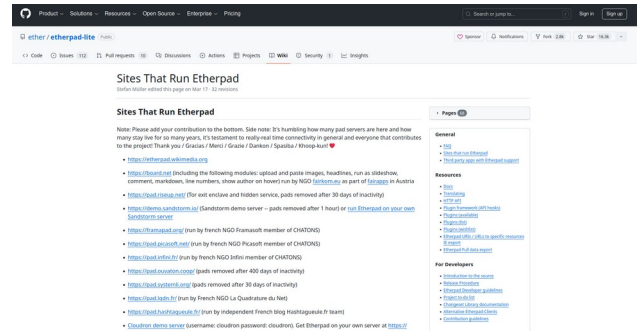 Product Solutions Resources Open Source Enterprise Pricing
Search or jump to...
Sign in Sign up
ether / etherpad-lite Public
Sponsor Notifications Fork 2.8k Star 16.3k
Code Issues 112 Pull requests 10 Discussions Actions Projects Wiki Security 1 Insights
Sites That Run Etherpad
Stefan Müller edited this page on Mar 17 · 32 revisions
Sites That Run Etherpad
Note: Please add your contribution to the bottom. Side note: It's humbling how many pad servers are here and how
many stay live for so many years, it's testament to really-real time connectivity in general and everyone that contributes
to the project! Thank you / Gracias / Merci / Grazie / Dankon / Spasiba / Khoop-kun! ❤️
https://etherpad.wikimedia.org
https://board.net (including the following modules: upload and paste images, headlines, run as slideshow,
comment, markdown, line numbers, show author on hover) run by NGO fairkom.eu as part of fairapps in Austria
https://pad.riseup.net/ (Tor exit enclave and hidden service, pads removed after 30 days of inactivity)
https://demo.sandstorm.io/ (Sandstorm demo server -- pads removed after 1 hour) or run Etherpad on your own
Sandstorm server
https://framapad.org/ (run by french NGO Framasoft member of CHATONS)
https://pad.picasoft.net/ (run by french NGO Picasoft member of CHATONS)
https://pad.infini.fr/ (run by french NGO Infini member of CHATONS)
https://pad.ouvaton.coop/ (pads removed after 400 days of inactivity)
https://pad.systemli.org/ (pads removed after 30 days of inactivity)
https://pad.lqdn.fr/ (run by French NGO La Quadrature du Net)
https://pad.hashtagueule.fr/ (run by independent French blog Hashtagueule.fr team)
Cloudron demo server (username: cloudron password: cloudron). Get Etherpad on your own server at https://
Pages
General
FAQ
Sites that run Etherpad
Third party apps with Etherpad support
Resources
Docs
Translating
HTTP API
Plugin framework (API hooks)
Plugins (available)
Plugins (list)
Plugins (wishlist)
Etherpad URIs / URLs to specific resources
IE export
Etherpad Full data export
For Developers
Introduction to the source
Release Procedure
Etherpad Developer guidelines
Project to-do list
Changeset Library documentation
Alternative Etherpad-Clients
Contribution guidelines